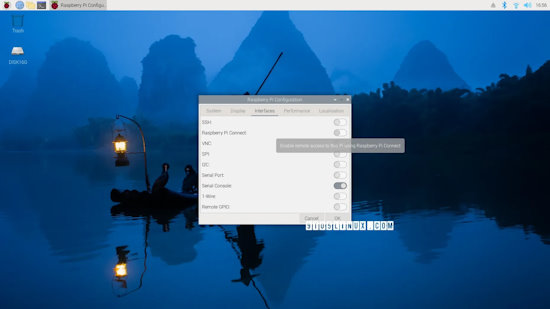 Raspberry Pi Configu...
16:56
Trash
DISK16G
Raspberry Pi Configuration
System Display Interfaces Performance Localisation
SSH:
Raspberry Pi Connect:
VNC:
Enable remote access to this Pi using Raspberry Pi Connect
SPI:
I2C:
Serial Port:
Serial Console:
1-Wire:
Remote GPIO:
Cancel OK
9TO5LINUX.COM